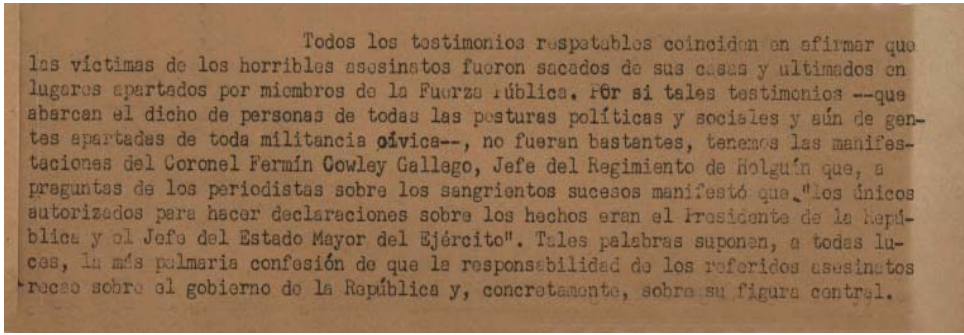 Todos los testimonios respetables coinciden en afirmar que
las víctimas de los horribles asesinatos fueron sacados de sus casas y ultimados en
lugares apartados por miembros de la Fuerza Pública. Pór si tales testimonios --que
abarcan el dicho de personas de todas las posturas políticas y sociales y aún de gen-
tes apartadas de toda militancia cívica--, no fueran bastantes, tenemos las manifes-
taciones del Coronel Fermín Cowley Gallego, Jefe del Regimiento de Holguín que, a
preguntas de los periodistas sobre los sangrientos sucesos manifestó que "los únicos
autorizados para hacer declaraciones sobre los hechos eran el Presidente de la Repú-
blica y el Jefe del Estado Mayor del Ejército". Tales palabras suponen, a todas lu-
ces, la más palmaria confesión de que la responsabilidad de los referidos asesinatos
recae sobre el gobierno de la República y, concretamente, sobre su figura central.